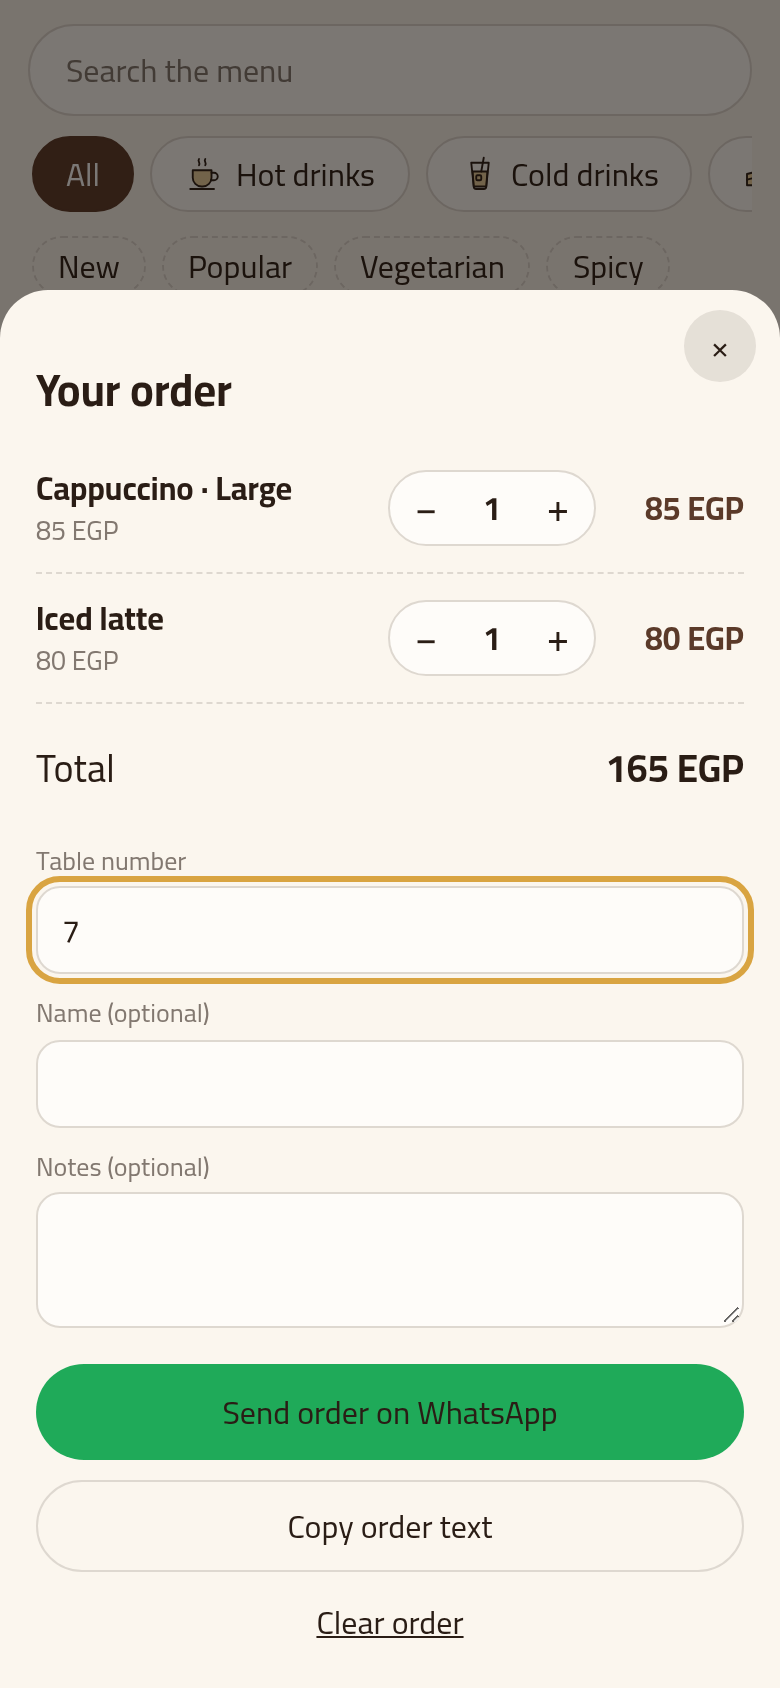 Search the menu
All
Hot drinks
Cold drinks
New
Popular
Vegetarian
Spicy
×
Your order
Cappuccino · Large
85 EGP
− 1 +
85 EGP
Iced latte
80 EGP
− 1 +
80 EGP
Total
165 EGP
Table number
7
Name (optional)
Notes (optional)
Send order on WhatsApp
Copy order text
Clear order